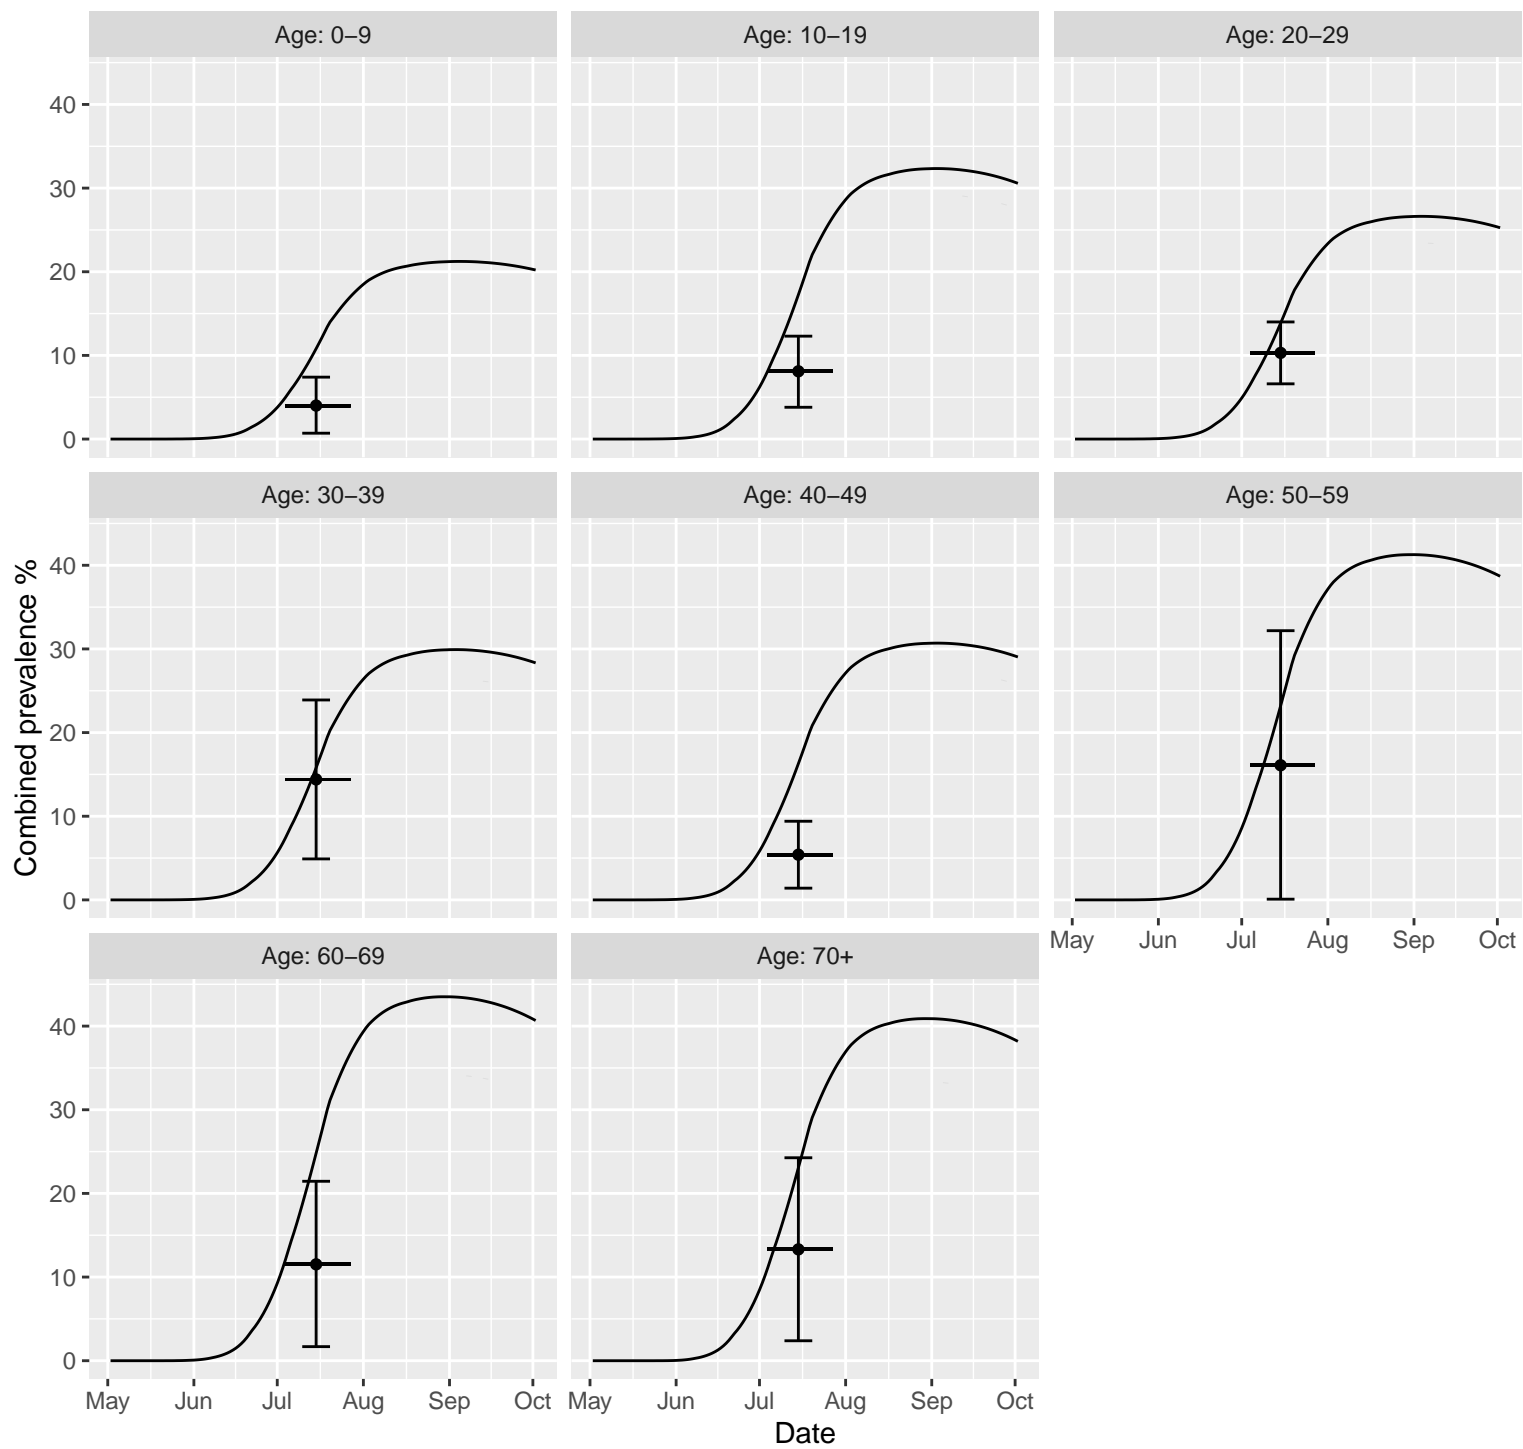 Age: 0–9
Age: 10–19
Age: 20–29
40
30
20
10
0
Age: 30–39
Age: 40–49
Age: 50–59
40
30
20
10
0
May Jun Jul Aug Sep Oct
Age: 60–69
Age: 70+
40
30
20
10
0
May Jun Jul Aug Sep Oct
May Jun Jul Aug Sep Oct
Combined prevalence %
Date